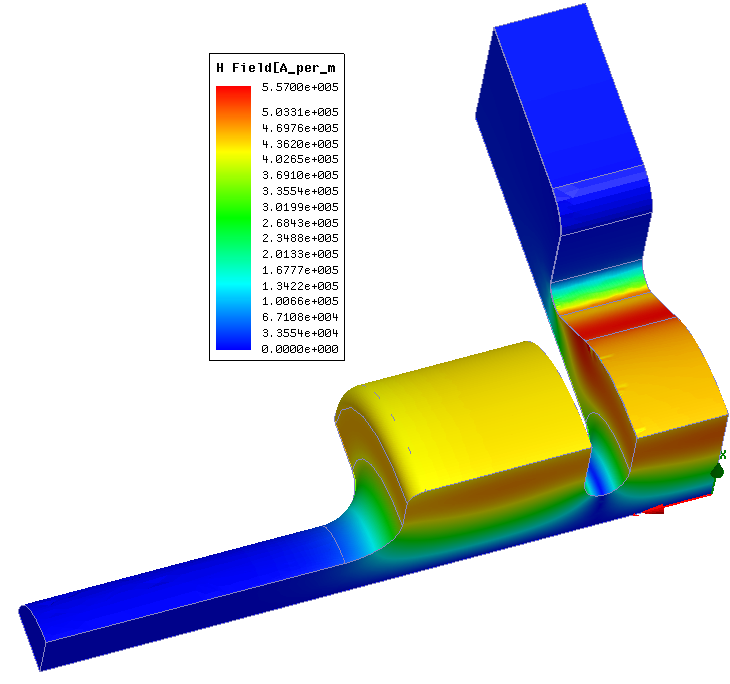 H Field[A_per_m
5.5700e+005
5.0331e+005
4.6976e+005
4.3620e+005
4.0265e+005
3.6910e+005
3.3554e+005
3.0199e+005
2.6843e+005
2.3488e+005
2.0133e+005
1.6777e+005
1.3422e+005
1.0066e+005
6.7108e+004
3.3554e+004
0.0000e+000
X